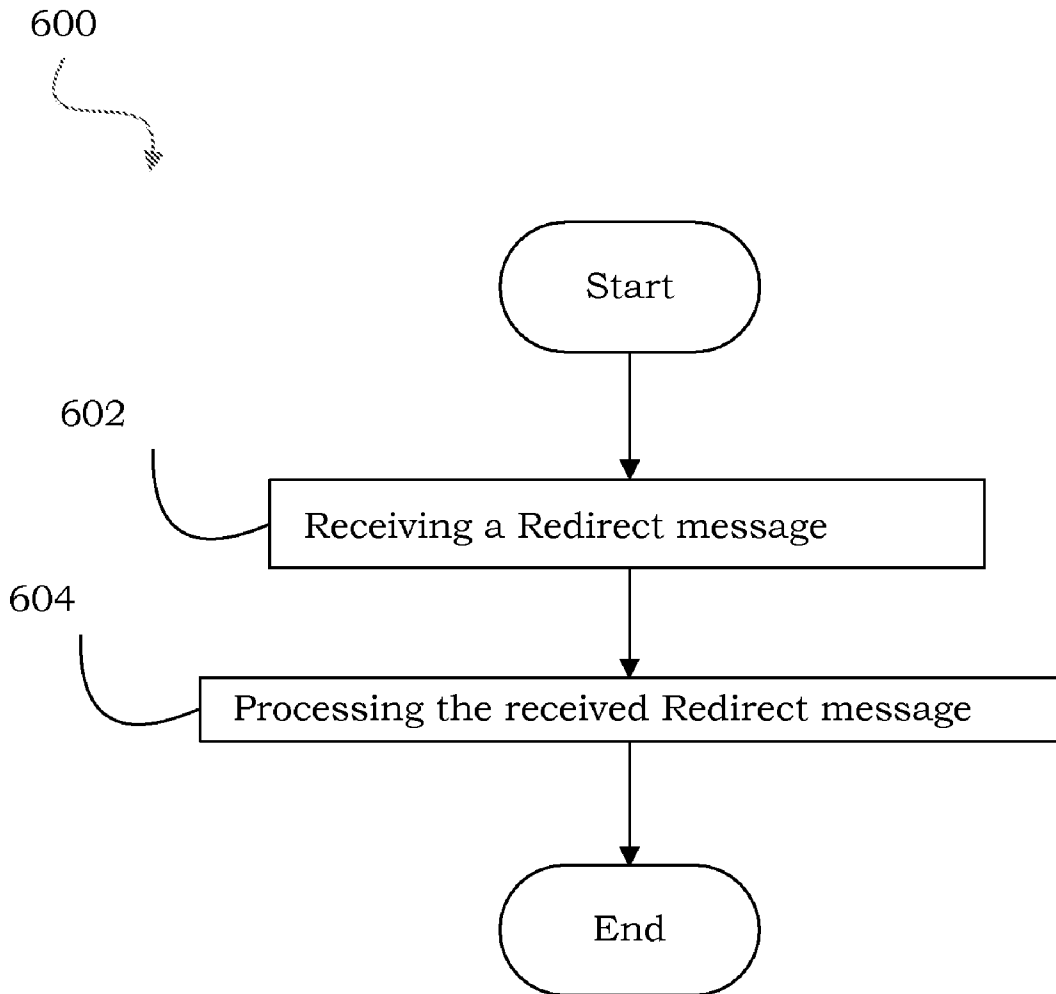 600
Start
602
Receiving a Redirect message
604
Processing the received Redirect message
End